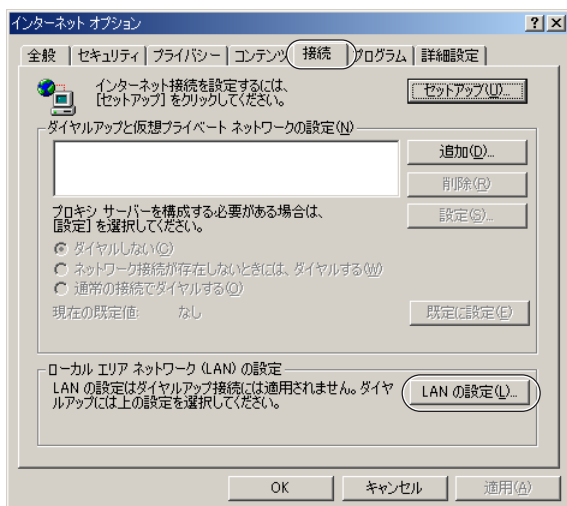 インターネット オプション
全般 セキュリティ プライバシー コンテンツ 接続 プログラム 詳細設定
インターネット接続を設定するには、
[セットアップ] をクリックしてください。
セットアップ(U)...
ダイヤルアップと仮想プライベート ネットワークの設定(N)
追加(D)...
削除(R)
プロキシ サーバーを構成する必要がある場合は、
[設定] を選択してください。
設定(S)...
ダイヤルしない(C)
ネットワーク接続が存在しないときには、ダイヤルする(W)
通常の接続でダイヤルする(O)
現在の既定値: なし
既定に設定(E)
ローカル エリア ネットワーク (LAN) の設定
LAN の設定はダイヤルアップ接続には適用されません。ダイヤ
ルアップには上の設定を選択してください。
LAN の設定(L)...
OK キャンセル 適用(A)